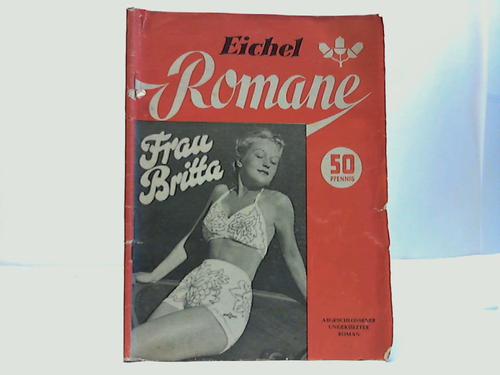 Eichel
Romane
Frau
Britta
50
PFENNIG
ABGESCHLOSSENER
UNGEKÜRZTER
ROMAN